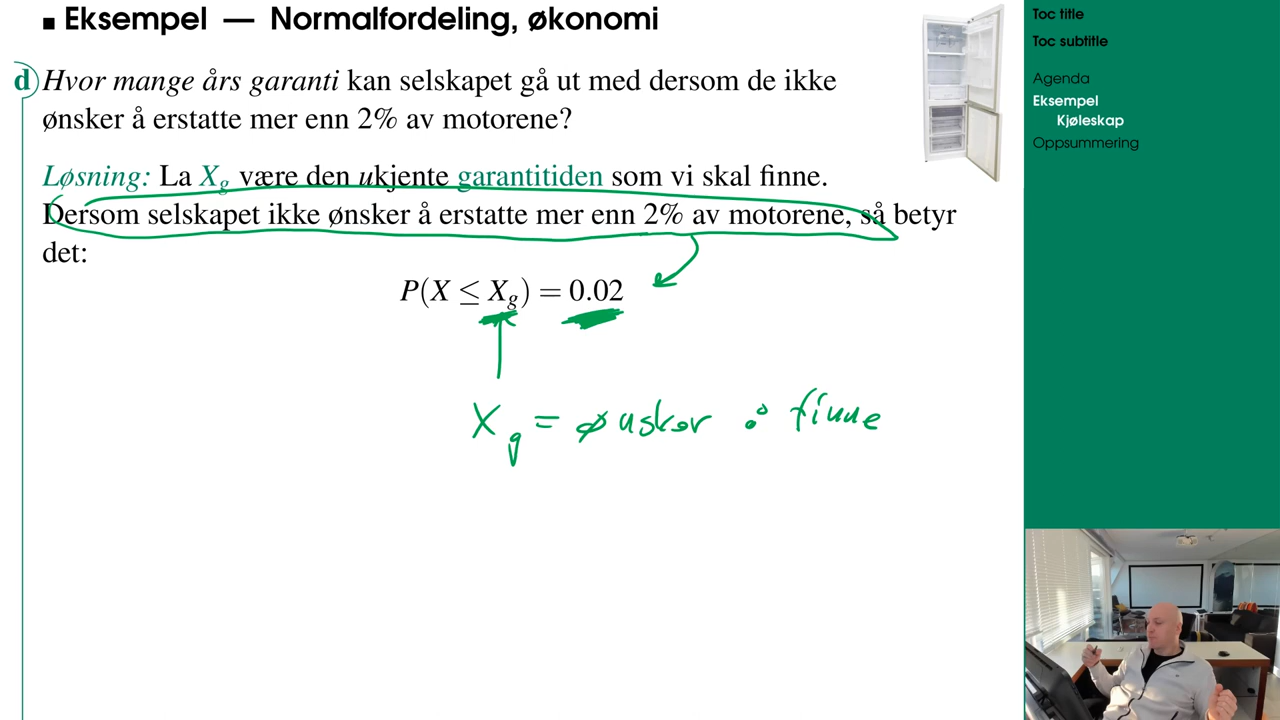 Eksempel — Normalfordeling, økonomi
d Hvor mange års garanti kan selskapet gå ut med dersom de ikke
ønsker å erstatte mer enn 2% av motorene?
Løsning: La Xg være den ukjente garantitiden som vi skal finne.
Dersom selskapet ikke ønsker å erstatte mer enn 2% av motorene, så betyr
det:
P(X ≤ Xg) = 0.02
Xg = ønsker å finne
Toc title
Toc subtitle
Agenda
Eksempel
Kjøleskap
Oppsummering